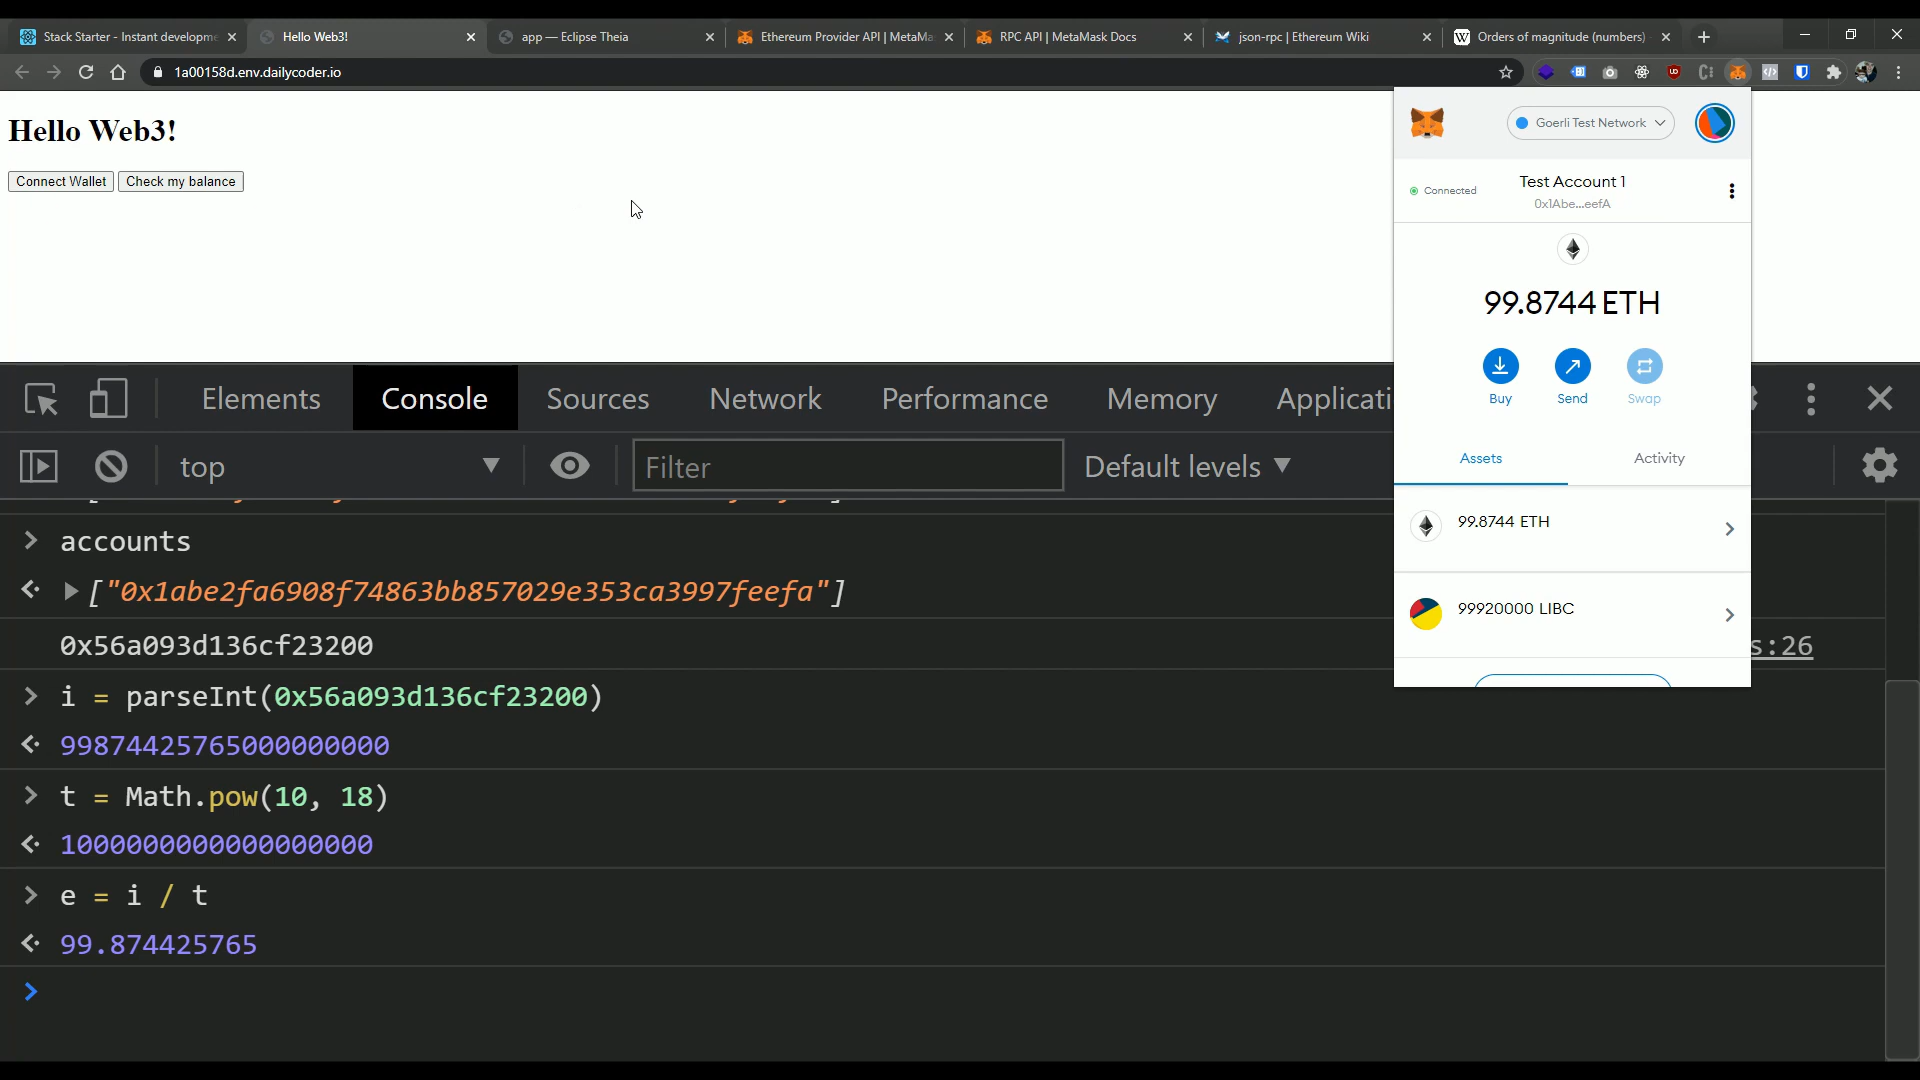 Stack Starter - Instant developme
Hello Web3!
app — Eclipse Theia
Ethereum Provider API | MetaMa
RPC API | MetaMask Docs
json-rpc | Ethereum Wiki
Orders of magnitude (numbers)
1a00158d.env.dailycoder.io
Hello Web3!
Connect Wallet
Check my balance
Goerli Test Network
Connected
Test Account 1
0x1Abe...eefA
99.8744 ETH
Buy
Send
Swap
Assets
Activity
99.8744 ETH
99920000 LIBC
Elements
Console
Sources
Network
Performance
Memory
Applicati
top
Filter
Default levels
accounts
["0x1abe2fa6908f74863bb857029e353ca3997feefa"]
0x56a093d136cf23200
s:26
i = parseInt(0x56a093d136cf23200)
99874425765000000000
t = Math.pow(10, 18)
1000000000000000000
e = i / t
99.874425765